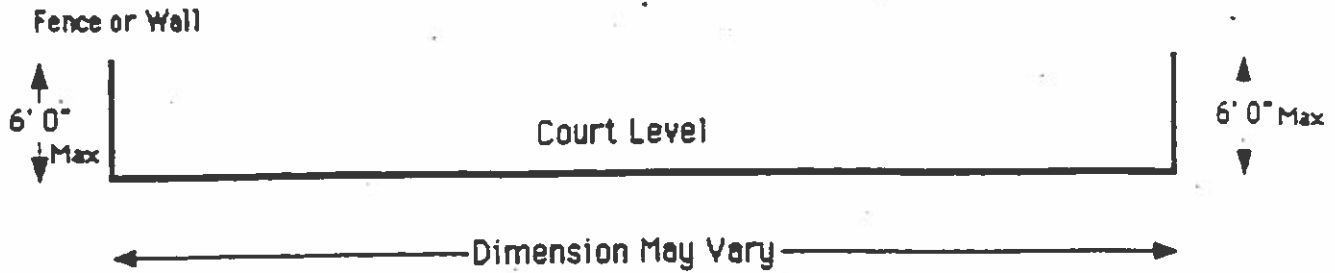 Fence or Wall
6' 0"
Max
Court Level
6' 0" Max
Dimension May Vary